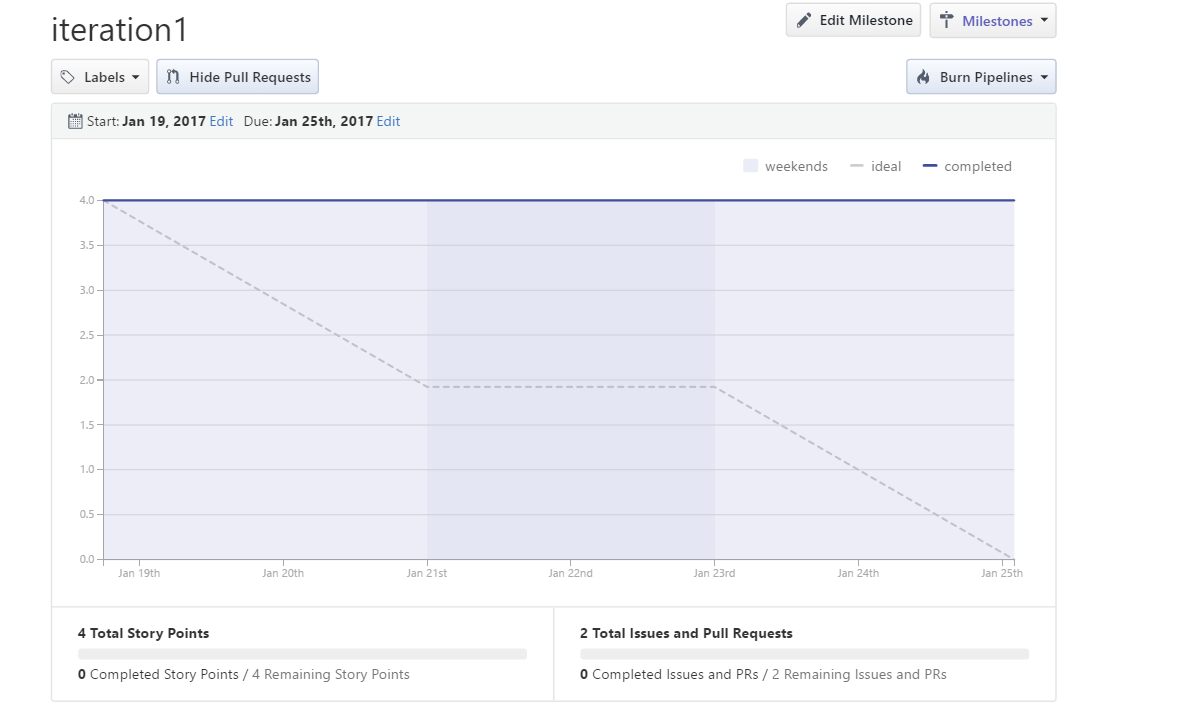 iteration1
Edit Milestone
Milestones
Labels
Hide Pull Requests
Burn Pipelines
Start: Jan 19, 2017 Edit Due: Jan 25th, 2017 Edit
weekends ideal completed
4.0
3.5
3.0
2.5
2.0
1.5
1.0
0.5
0.0
Jan 19th Jan 20th Jan 21st Jan 22nd Jan 23rd Jan 24th Jan 25th
4 Total Story Points
0 Completed Story Points / 4 Remaining Story Points
2 Total Issues and Pull Requests
0 Completed Issues and PRs / 2 Remaining Issues and PRs